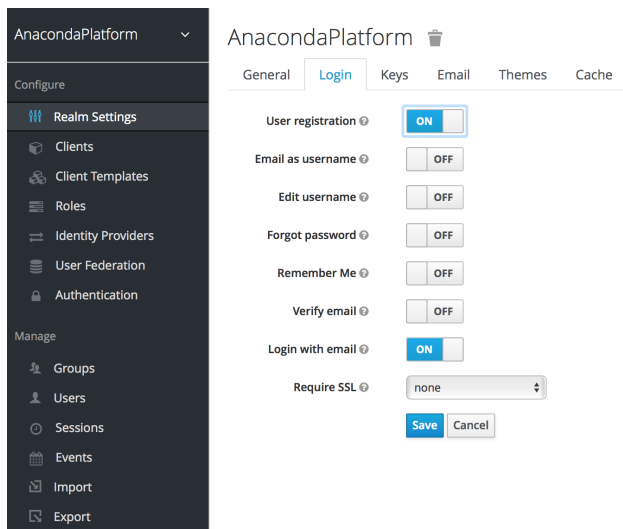 AnacondaPlatform
Configure
Realm Settings
Clients
Client Templates
Roles
Identity Providers
User Federation
Authentication
Manage
Groups
Users
Sessions
Events
Import
Export
AnacondaPlatform
General Login Keys Email Themes Cache
User registration ON
Email as username OFF
Edit username OFF
Forgot password OFF
Remember Me OFF
Verify email OFF
Login with email ON
Require SSL none
Save Cancel